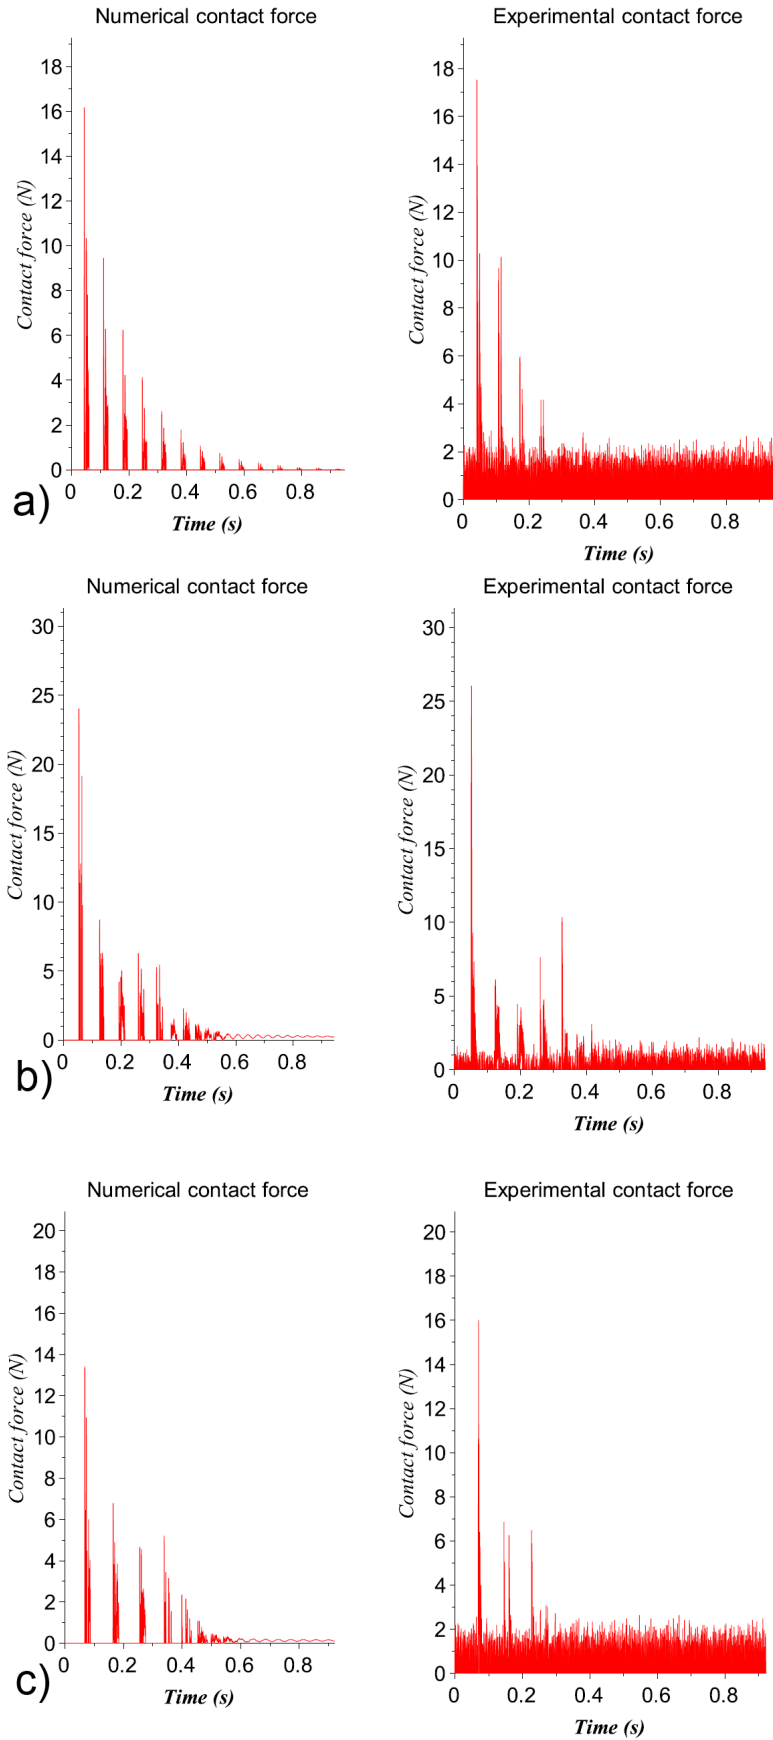 Numerical contact force
Experimental contact force
Contact force (N)
18
16
14
12
10
8
6
4
2
0
0 0.2 0.4 0.6 0.8
Time (s)
Contact force (N)
18
16
14
12
10
8
6
4
2
0
0 0.2 0.4 0.6 0.8
Time (s)
a)
Numerical contact force
Experimental contact force
Contact force (N)
30
25
20
15
10
5
0
0 0.2 0.4 0.6 0.8
Time (s)
Contact force (N)
30
25
20
15
10
5
0
0 0.2 0.4 0.6 0.8
Time (s)
b)
Numerical contact force
Experimental contact force
Contact force (N)
20
18
16
14
12
10
8
6
4
2
0
0 0.2 0.4 0.6 0.8
Time (s)
Contact force (N)
20
18
16
14
12
10
8
6
4
2
0
0 0.2 0.4 0.6 0.8
Time (s)
c)